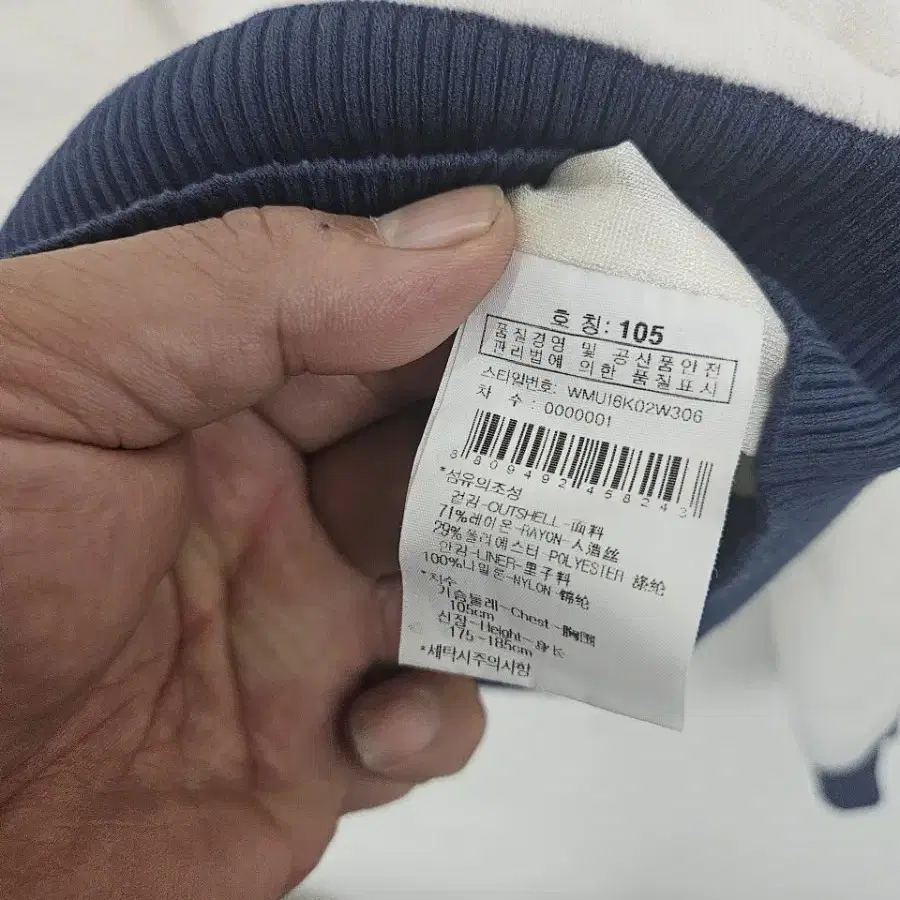 호 칭: 105
품질경영 및 공산품안전
관리법에 의한 품질표시
스타일번호: WMU16K02W306
차 수: 0000001
8 809492 458243
*섬유의조성
겉감-OUTSHELL-面料
71%레이온-RAYON-人造丝
29%폴리에스터-POLYESTER 涤纶
안감-LINER-里子料
100%나일론-NYLON-锦纶
*치수
가슴둘레-Chest-胸围
105cm
신장-Height-身长
175-185cm
*세탁시주의사항